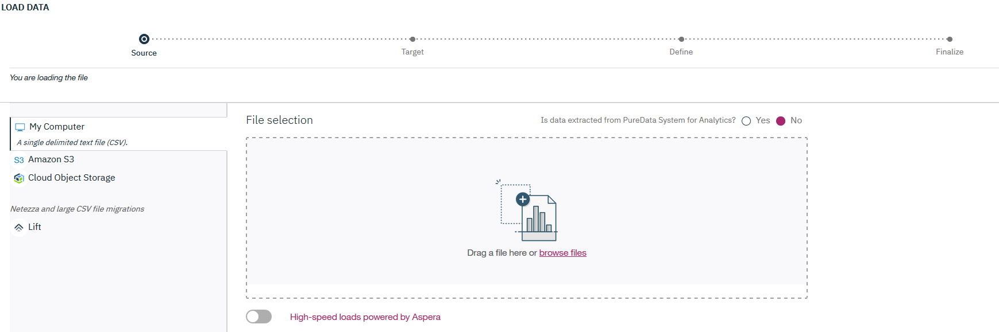 LOAD DATA
Source
Target
Define
Finalize
You are loading the file
My Computer
A single delimited text file (CSV).
S3 Amazon S3
Cloud Object Storage
Netezza and large CSV file migrations
Lift
File selection
Is data extracted from PureData System for Analytics? Yes No
Drag a file here or browse files
High-speed loads powered by Aspera